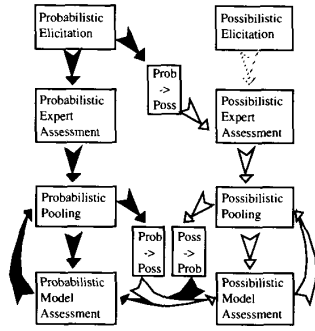 Probabilistic
Elicitation
Possibilistic
Elicitation
Prob
->
Poss
Probabilistic
Expert
Assessment
Possibilistic
Expert
Assessment
Probabilistic
Pooling
Possibilistic
Pooling
Prob
->
Poss
Poss
->
Prob
Probabilistic
Model
Assessment
Possibilistic
Model
Assessment